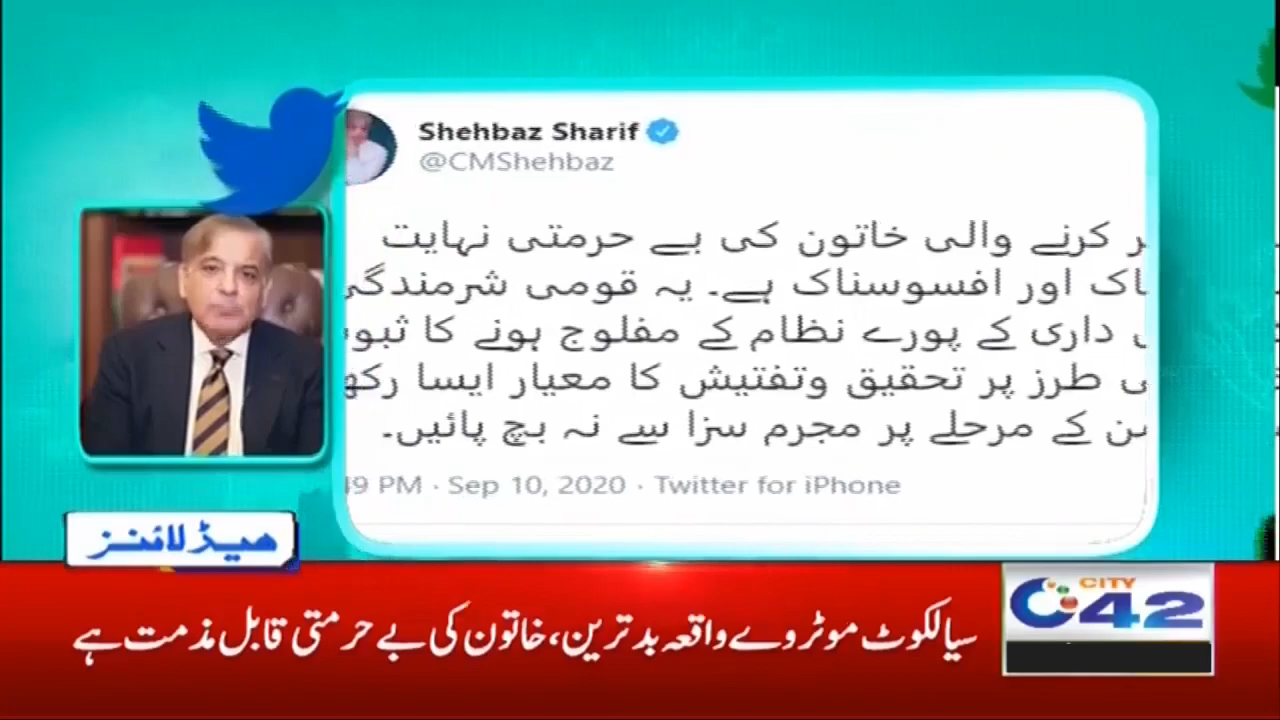 Shehbaz Sharif
@CMShehbaz
کرنے والی خاتون کی بے حرمتی نہایت
اور افسوسناک ہے۔ یہ قومی شرمندگی
داری کے پورے نظام کے مفلوج ہونے کا
طرز پر تحقیق وتفتیش کا معیار ایسا
کے مرحلے پر مجرم سزا سے نہ بچ پائیں۔
49 PM · Sep 10, 2020 · Twitter for iPhone
ہیڈلائنز
سیالکوٹ موٹروے واقعہ بدترین، خاتون کی بے حرمتی قابل مذمت ہے
CITY
42